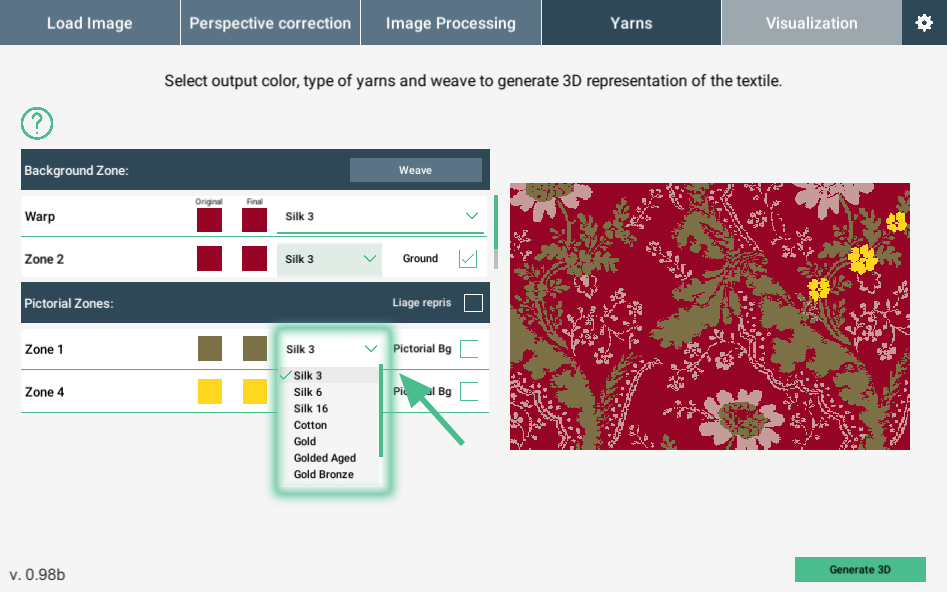 Load Image
Perspective correction
Image Processing
Yarns
Visualization
Select output color, type of yarns and weave to generate 3D representation of the textile.
?
Background Zone:
Weave
Original
Final
Warp
Silk 3
Zone 2
Silk 3
Ground
Pictorial Zones:
Liage repris
Zone 1
Silk 3
Pictorial Bg
Silk 3
Zone 4
Silk 6
Silk 16
Cotton
Gold
Golded Aged
Gold Bronze
v. 0.98b
Generate 3D